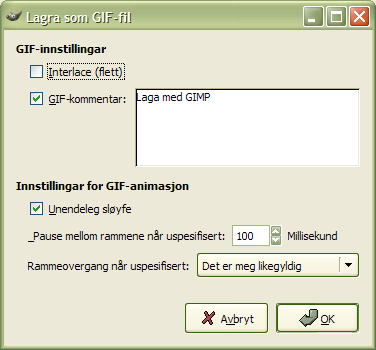 Lagra som GIF-fil
GIF-innstillingar
Interlace (flett)
GIF-kommentar:
Laga med GIMP
Innstillingar for GIF-animasjon
Unendeleg sløyfe
_Pause mellom rammene når uspesifisert: 100 Millisekund
Rammeovergang når uspesifisert: Det er meg likegyldig
Avbryt OK